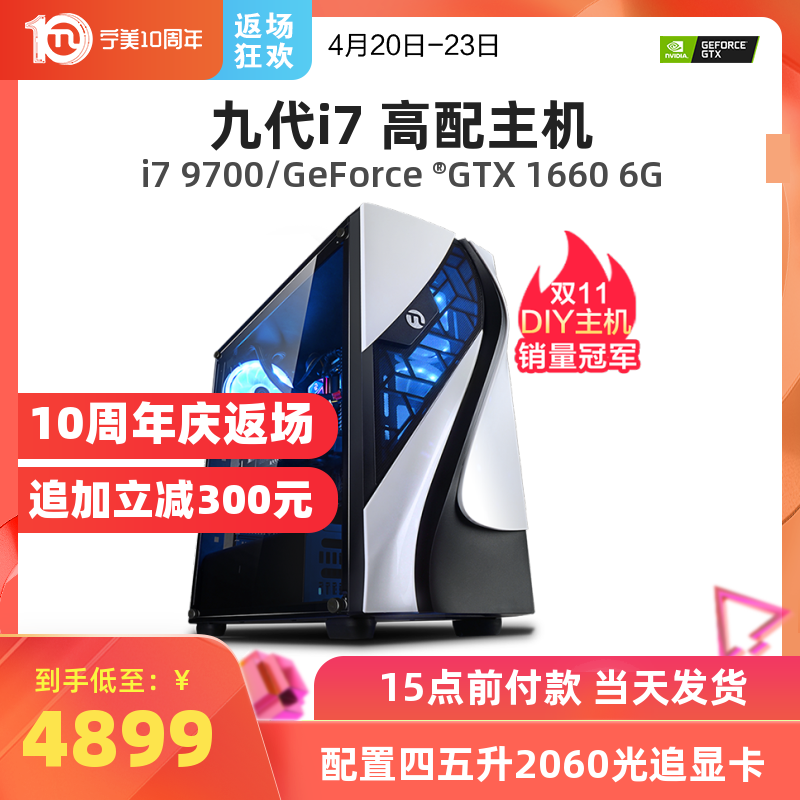 宁美10周年
返场
狂欢
4月20日-23日
NVIDIA
GEFORCE
GTX
九代i7 高配主机
i7 9700/GeForce ®GTX 1660 6G
双11
DIY主机
销量冠军
10周年庆返场
追加立减300元
到手低至：¥
4899
15点前付款 当天发货
配置四五升2060光追显卡